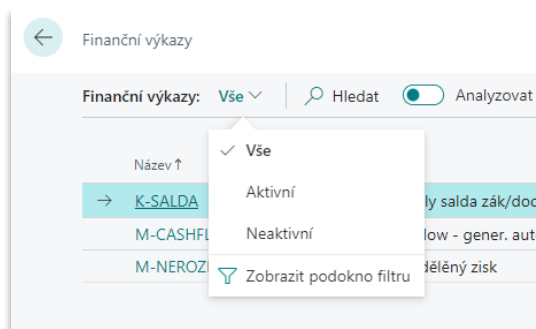 Finanční výkazy
Finanční výkazy: Vše Hledat Analyzovat
Vše
Název ↑
Aktivní
K-SALDA ly salda zák/doc
Neaktivní
M-CASHFL low - gener. aut
M-NEROZ dělený zisk
Zobrazit podokno filtru